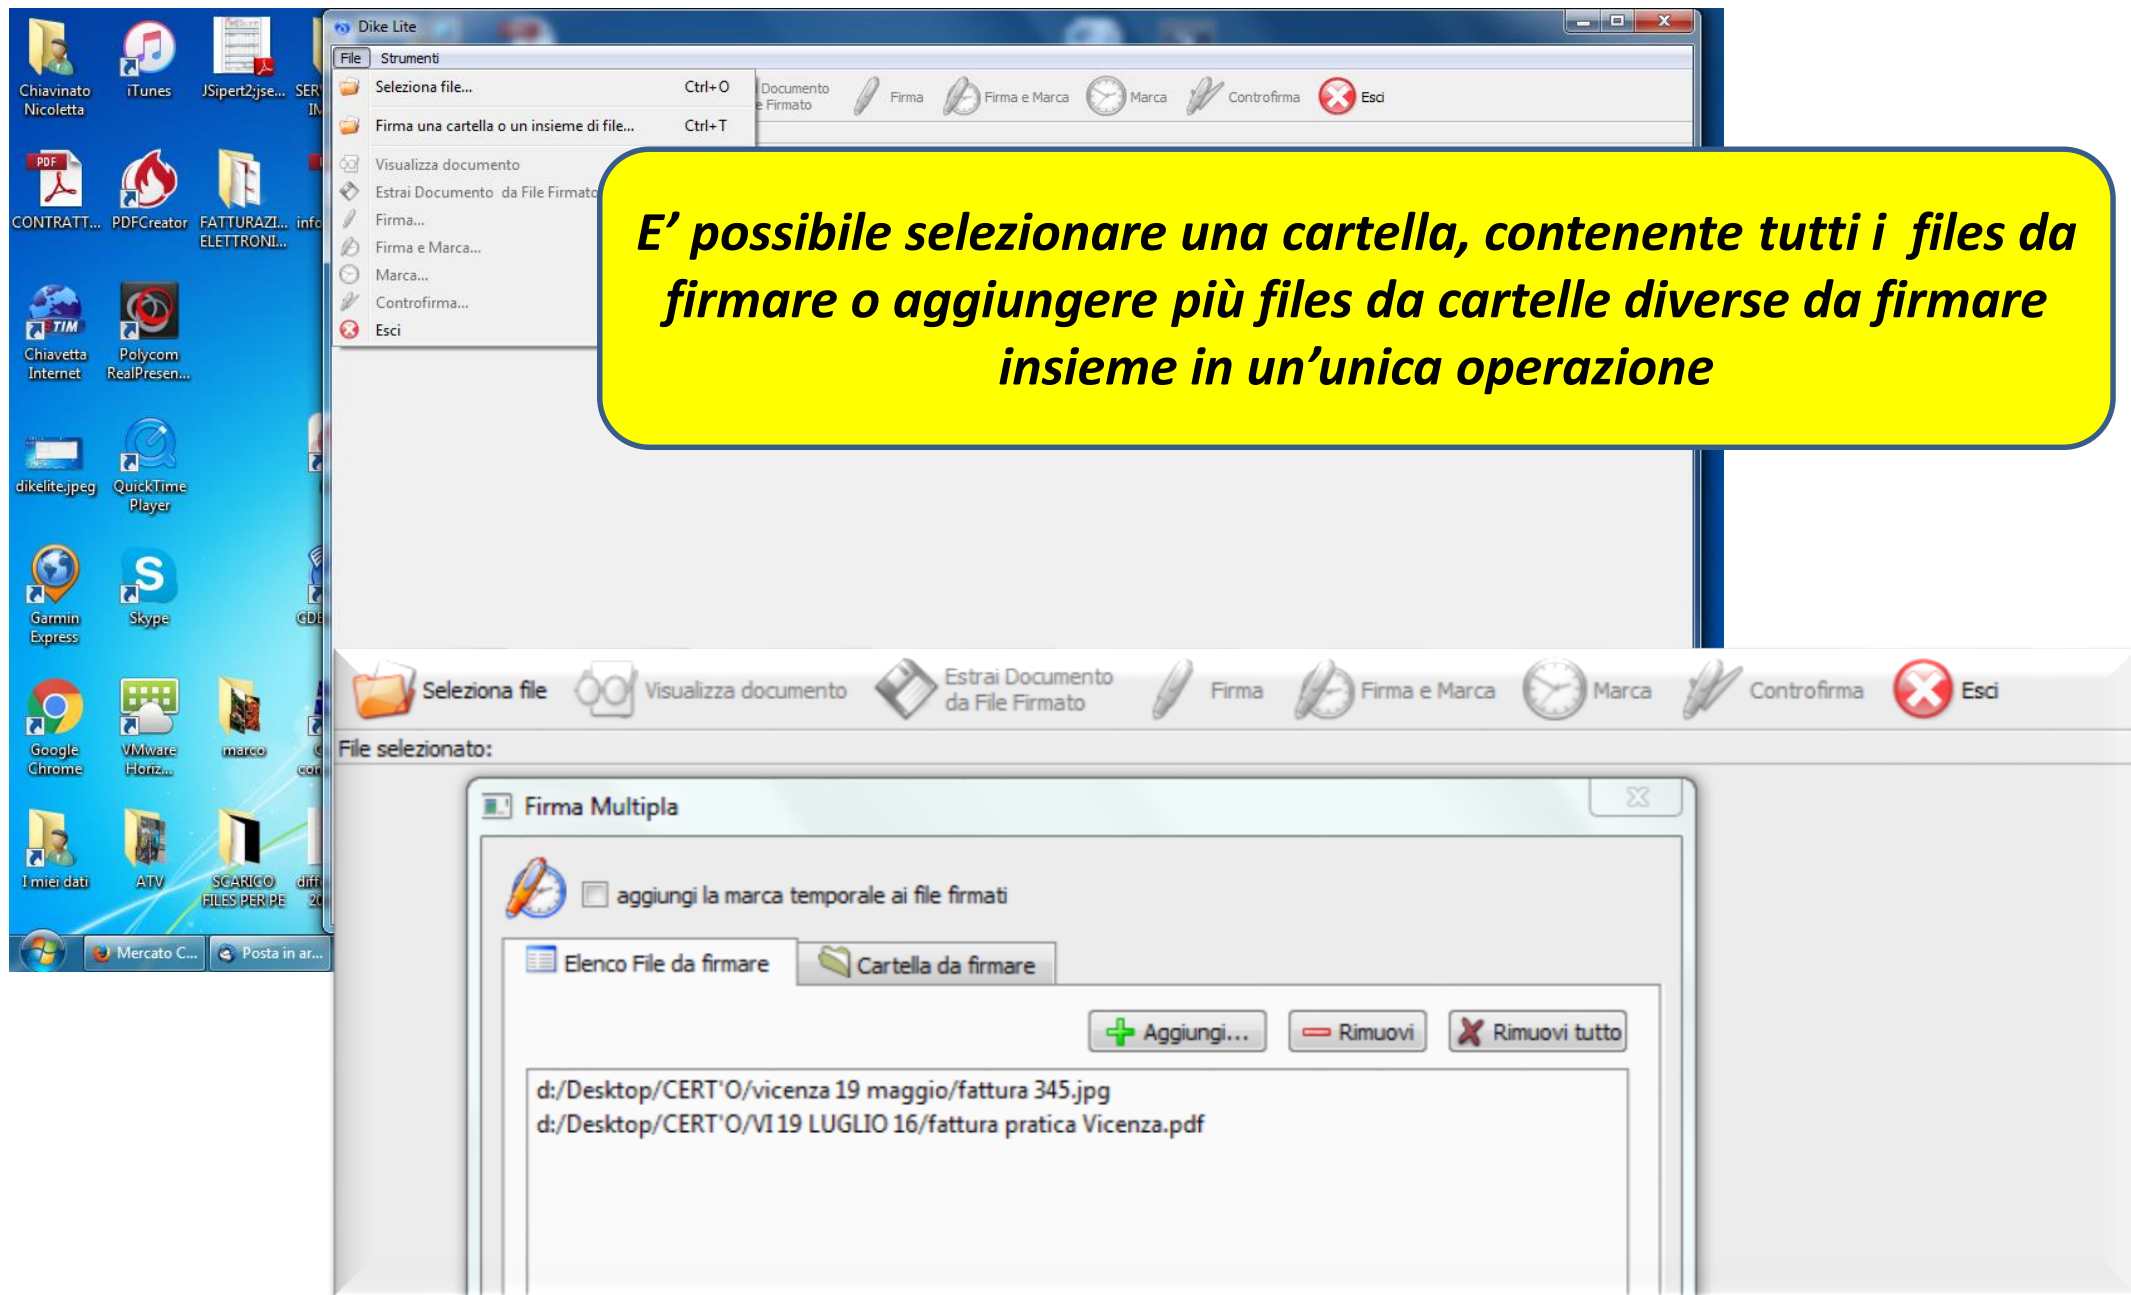 Chiavinato
Nicoletta
iTunes
JSipert2;jse...
CONTRATT...
PDF
PDFCreator
FATTURAZI...
ELETTRONI...
TIM
Chiavetta
Internet
Polycom
RealPresen...
dikelite.jpeg
QuickTime
Player
Garmin
Express
Skype
Google
Chrome
VMware
Horiz...
marco
I miei dati
ATV
SCARICO
FILES PER PE
Mercato C...
Posta in ar...
Dike Lite
File Strumenti
Seleziona file... Ctrl+O
Firma una cartella o un insieme di file... Ctrl+T
Visualizza documento
Estrai Documento da File Firmato
Firma...
Firma e Marca...
Marca...
Controfirma...
Esci
Documento
e Firmato
Firma
Firma e Marca
Marca
Controfirma
Esci
E’ possibile selezionare una cartella, contenente tutti i files da
firmare o aggiungere più files da cartelle diverse da firmare
insieme in un’unica operazione
Seleziona file
Visualizza documento
Estrai Documento
da File Firmato
Firma
Firma e Marca
Marca
Controfirma
Esci
File selezionato:
Firma Multipla
aggiungi la marca temporale ai file firmati
Elenco File da firmare
Cartella da firmare
Aggiungi...
Rimuovi
Rimuovi tutto
d:/Desktop/CERT'O/vicenza 19 maggio/fattura 345.jpg
d:/Desktop/CERT'O/VI 19 LUGLIO 16/fattura pratica Vicenza.pdf